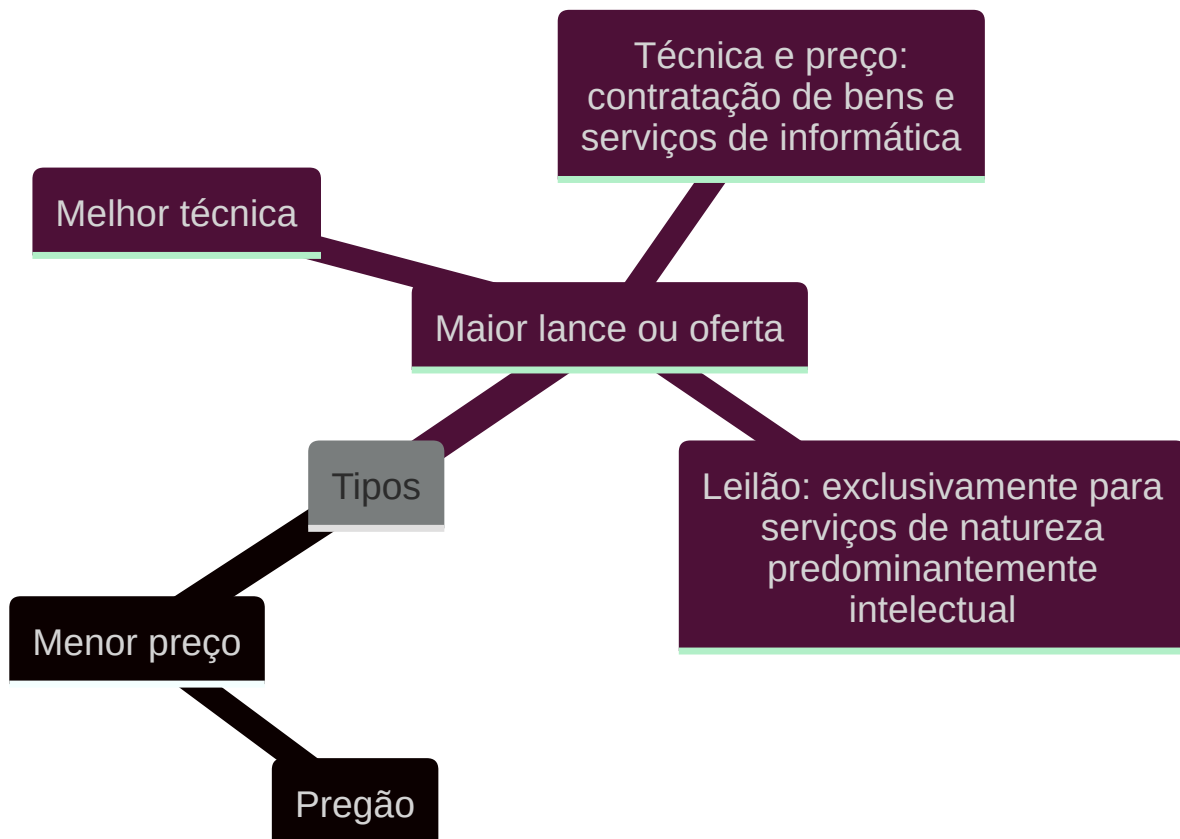 Técnica e preço:
contratação de bens e
serviços de informática
Melhor técnica
Maior lance ou oferta
Tipos
Leilão: exclusivamente para
serviços de natureza
predominantemente
intelectual
Menor preço
Pregão